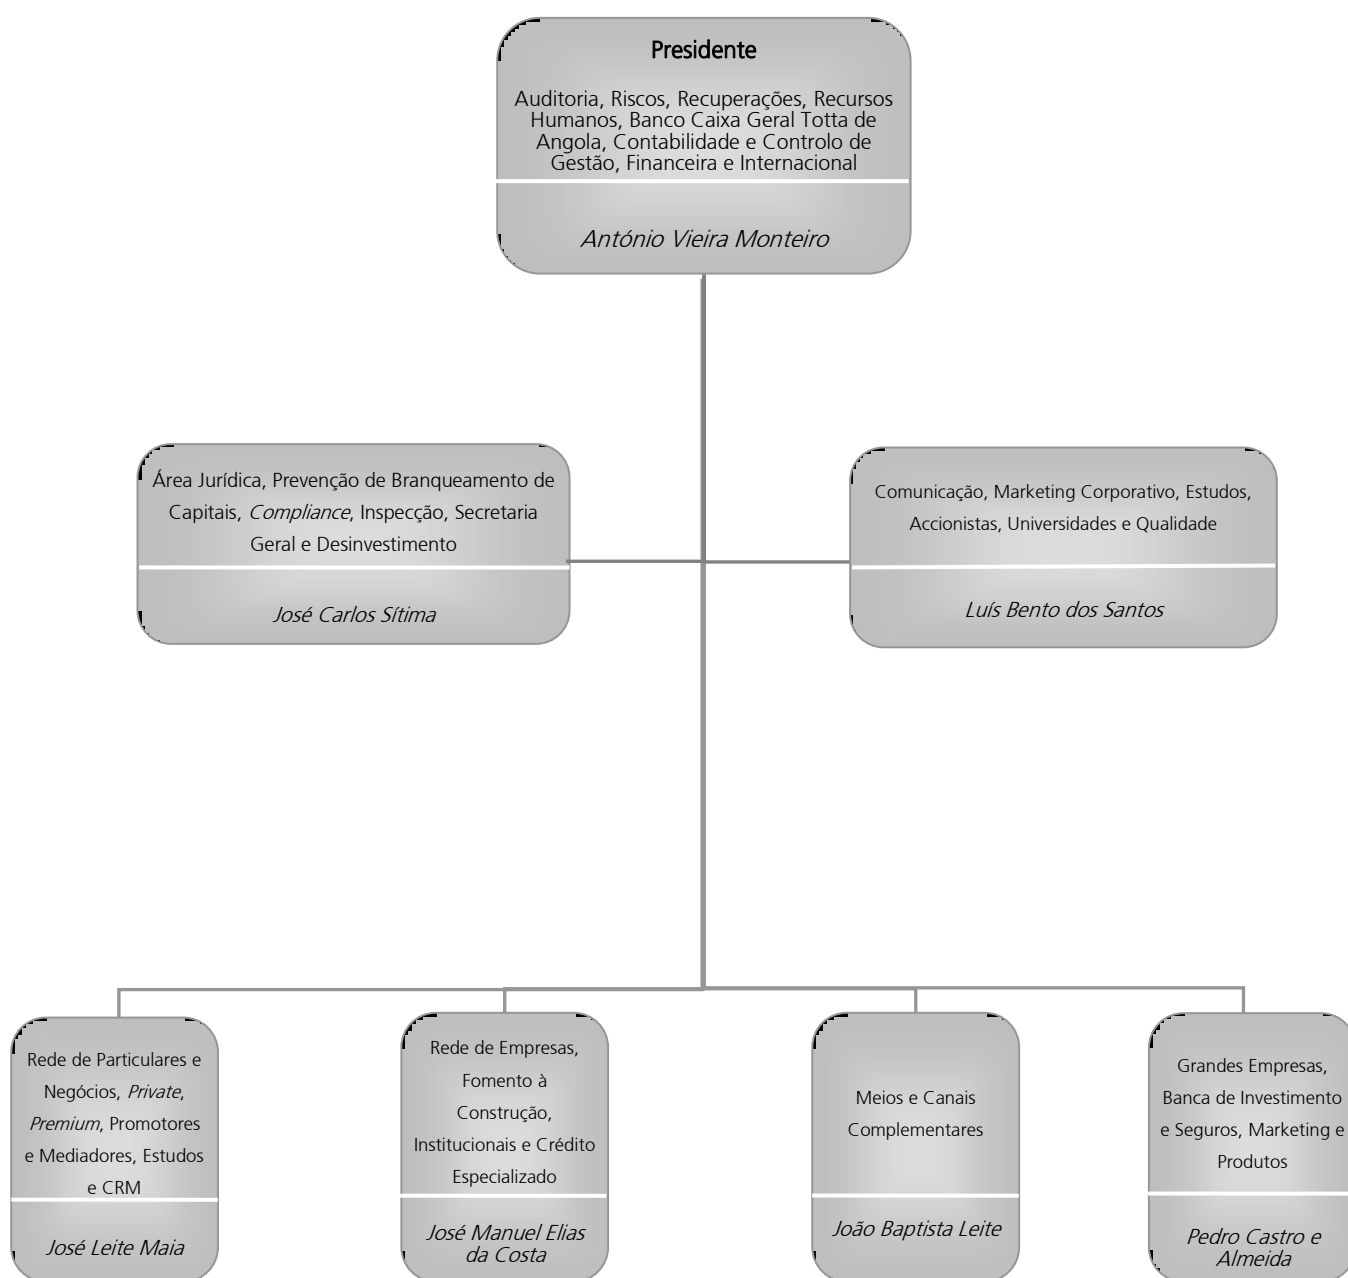 Presidente
Auditoria, Riscos, Recuperações, Recursos
Humanos, Banco Caixa Geral Totta de
Angola, Contabilidade e Controlo de
Gestão, Financeira e Internacional
António Vieira Monteiro
Área Jurídica, Prevenção de Branqueamento de
Capitais, Compliance, Inspecção, Secretaria
Geral e Desinvestimento
José Carlos Sítima
Comunicação, Marketing Corporativo, Estudos,
Accionistas, Universidades e Qualidade
Luís Bento dos Santos
Rede de Particulares e
Negócios, Private,
Premium, Promotores
e Mediadores, Estudos
e CRM
José Leite Maia
Rede de Empresas,
Fomento à
Construção,
Institucionais e Crédito
Especializado
José Manuel Elias
da Costa
Meios e Canais
Complementares
João Baptista Leite
Grandes Empresas,
Banca de Investimento
e Seguros, Marketing e
Produtos
Pedro Castro e
Almeida